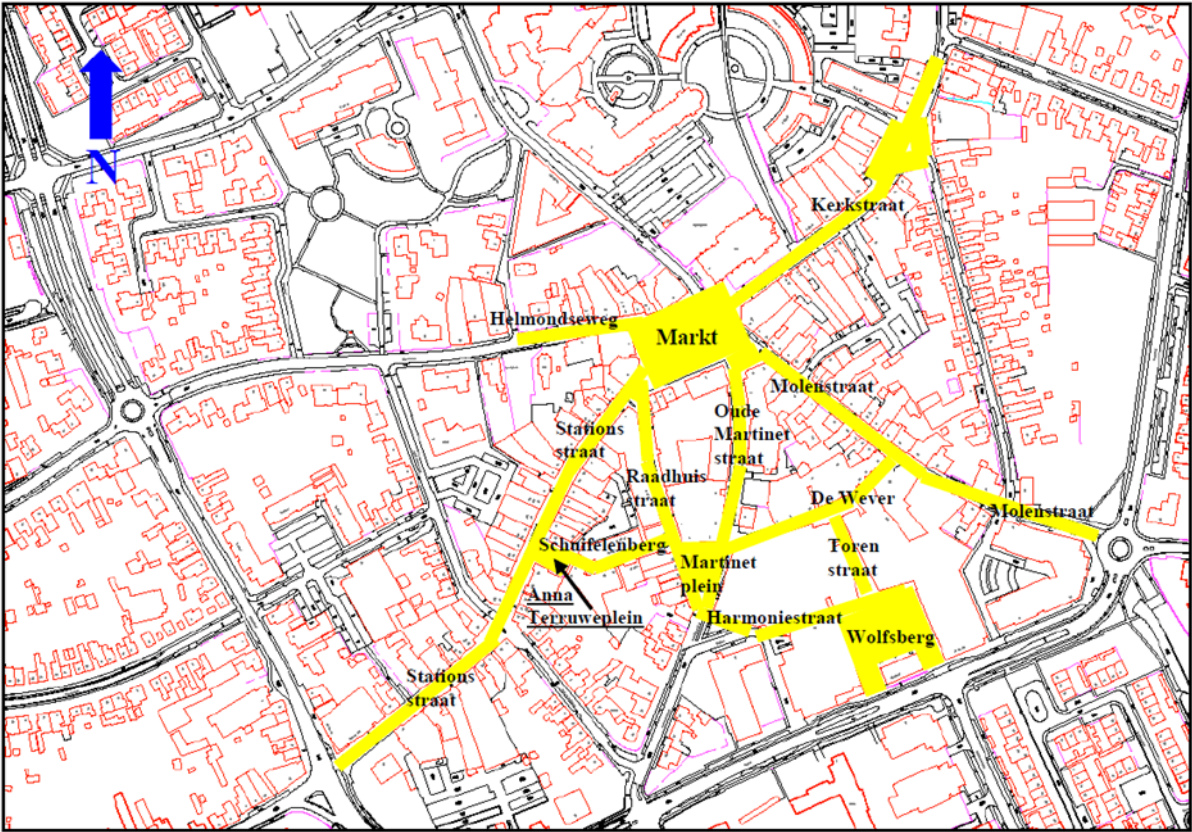 N
Kerkstraat
Helmondseweg
Markt
Molenstraat
Oude
Martinet
straat
Stations
straat
Raadhuis
straat
De Wever
Molenstraat
Schuifelenberg
Toren
straat
Martinet
plein
Anna
Terruweplein
Harmoniestraat
Wolfsberg
Stations
straat